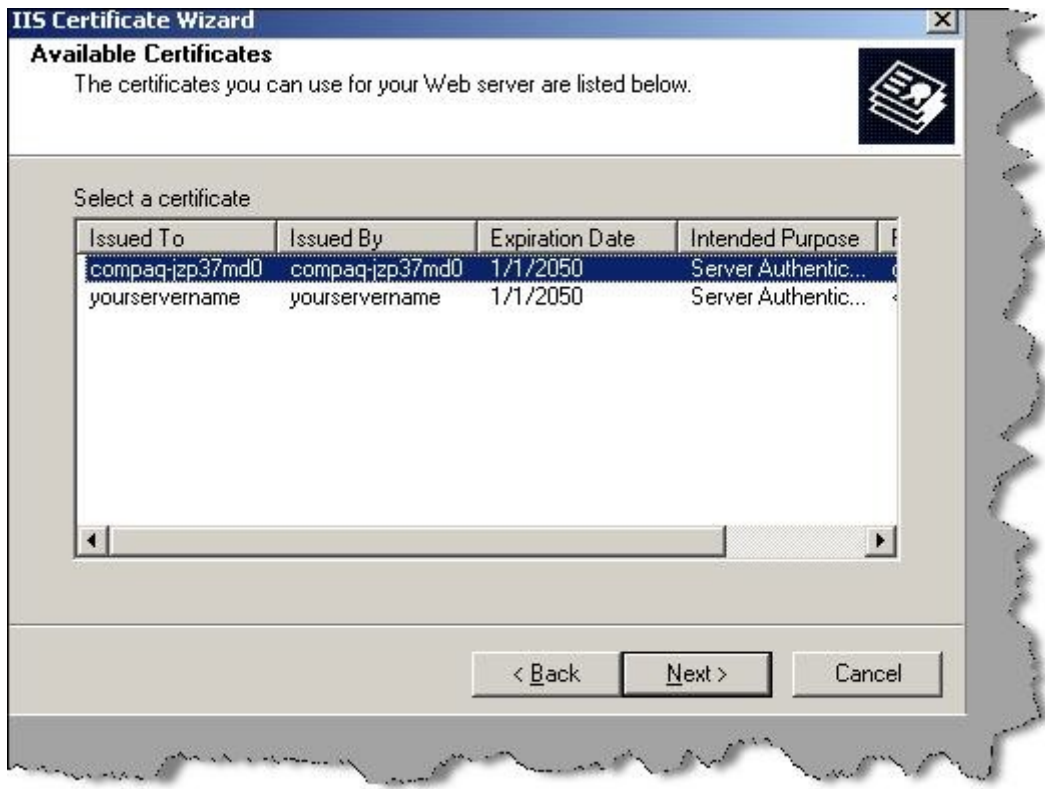 IIS Certificate Wizard
Available Certificates
The certificates you can use for your Web server are listed below.
Select a certificate
Issued To Issued By Expiration Date Intended Purpose
compaq-jzp37md0 compaq-jzp37md0 1/1/2050 Server Authentic...
yourservername yourservername 1/1/2050 Server Authentic...
< Back Next > Cancel